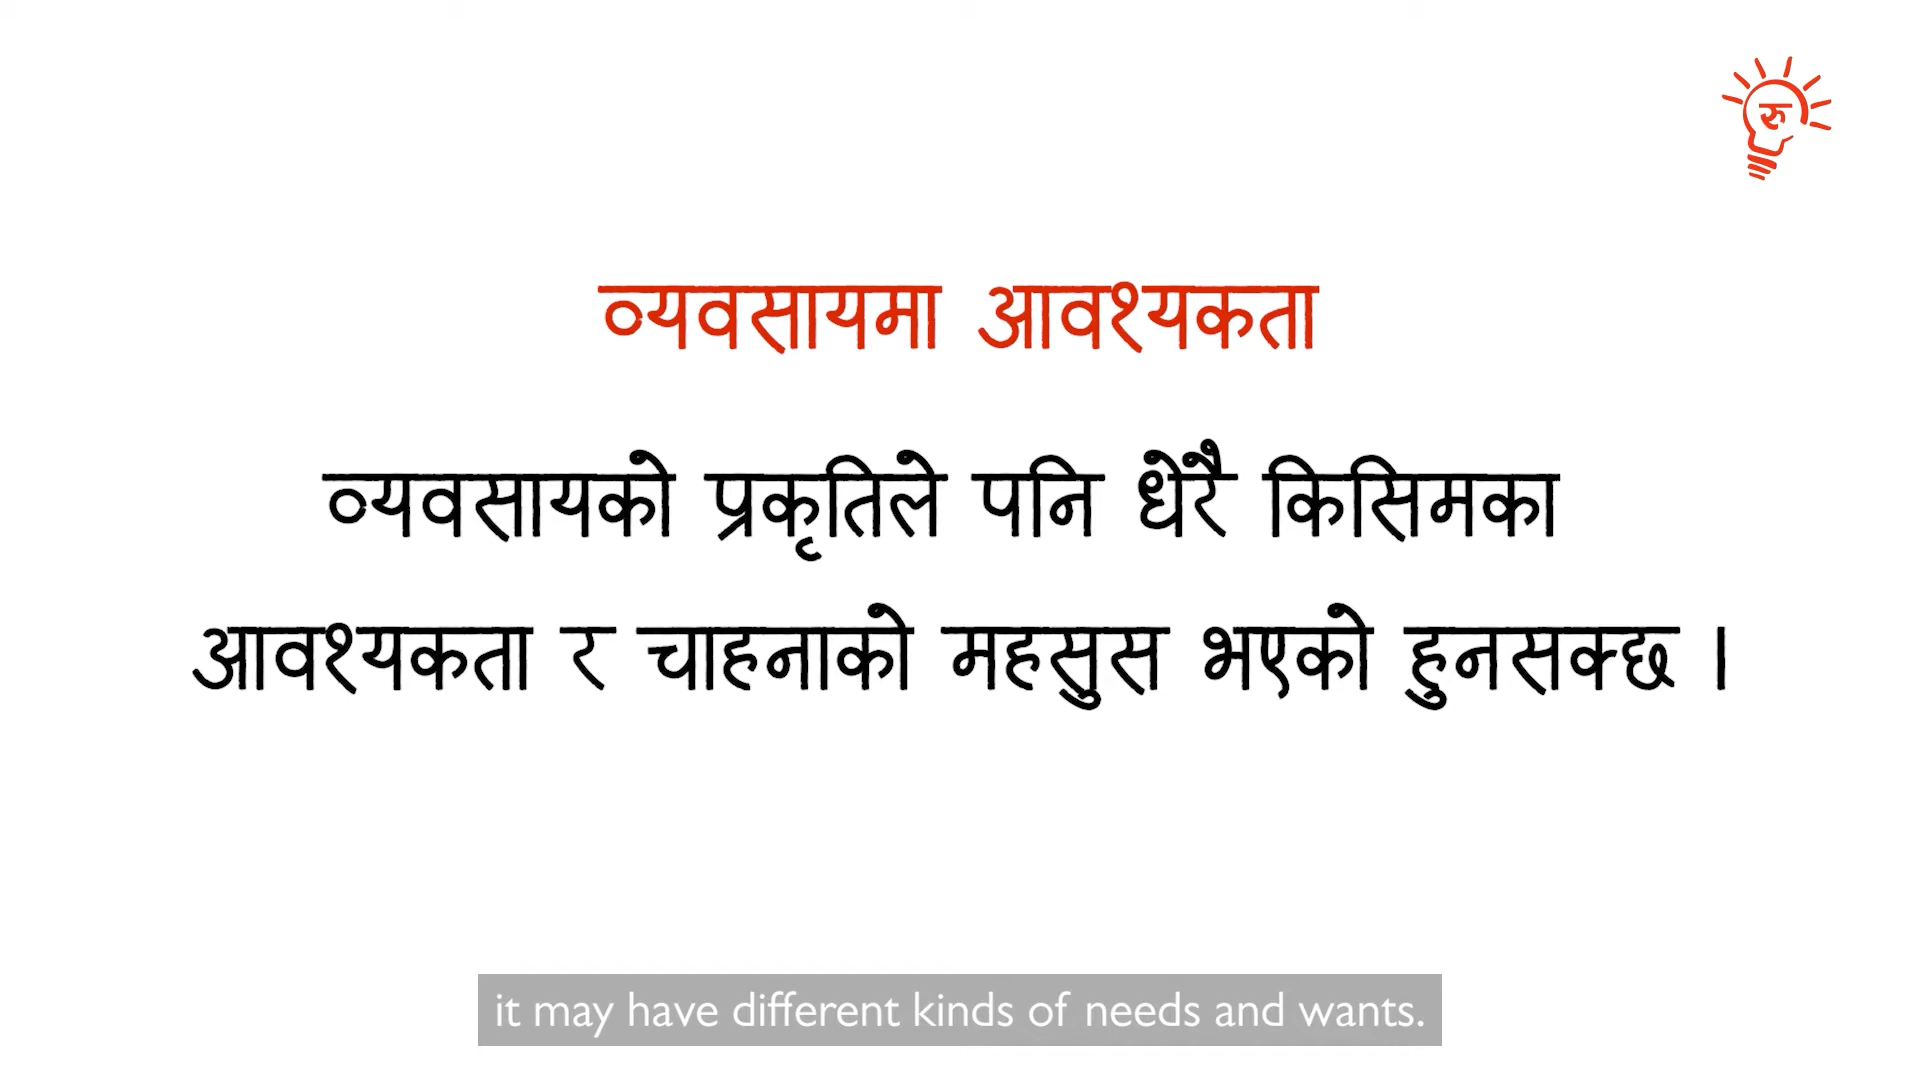 रु
व्यवसायमा आवश्यकता
व्यवसायको प्रकृतिले पनि धेरै किसिमका
आवश्यकता र चाहनाको महसुस भएको हुनसक्छ ।
it may have different kinds of needs and wants.